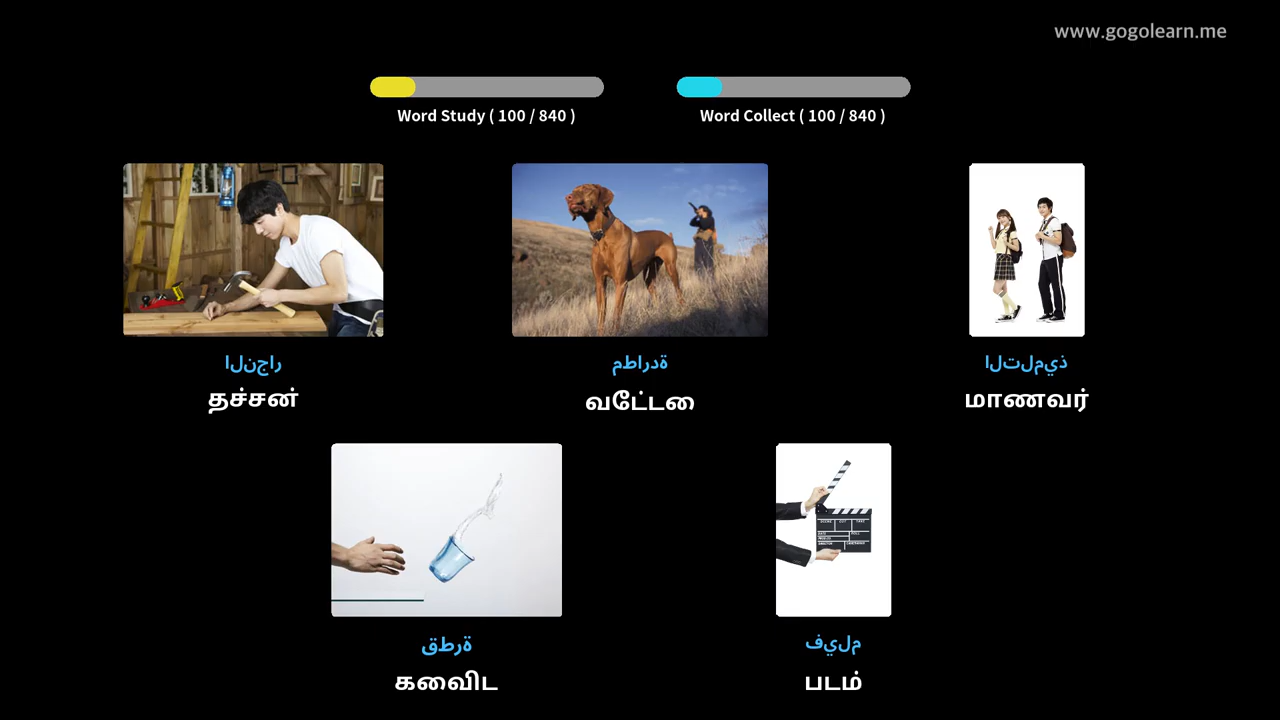 www.gogolearn.me
Word Study ( 100 / 840 )
Word Collect ( 100 / 840 )
النجار
தச்சன்
مطاردة
வேட்டை
التلميذ
மாணவர்
قطرة
கைவிட
فيلم
படம்